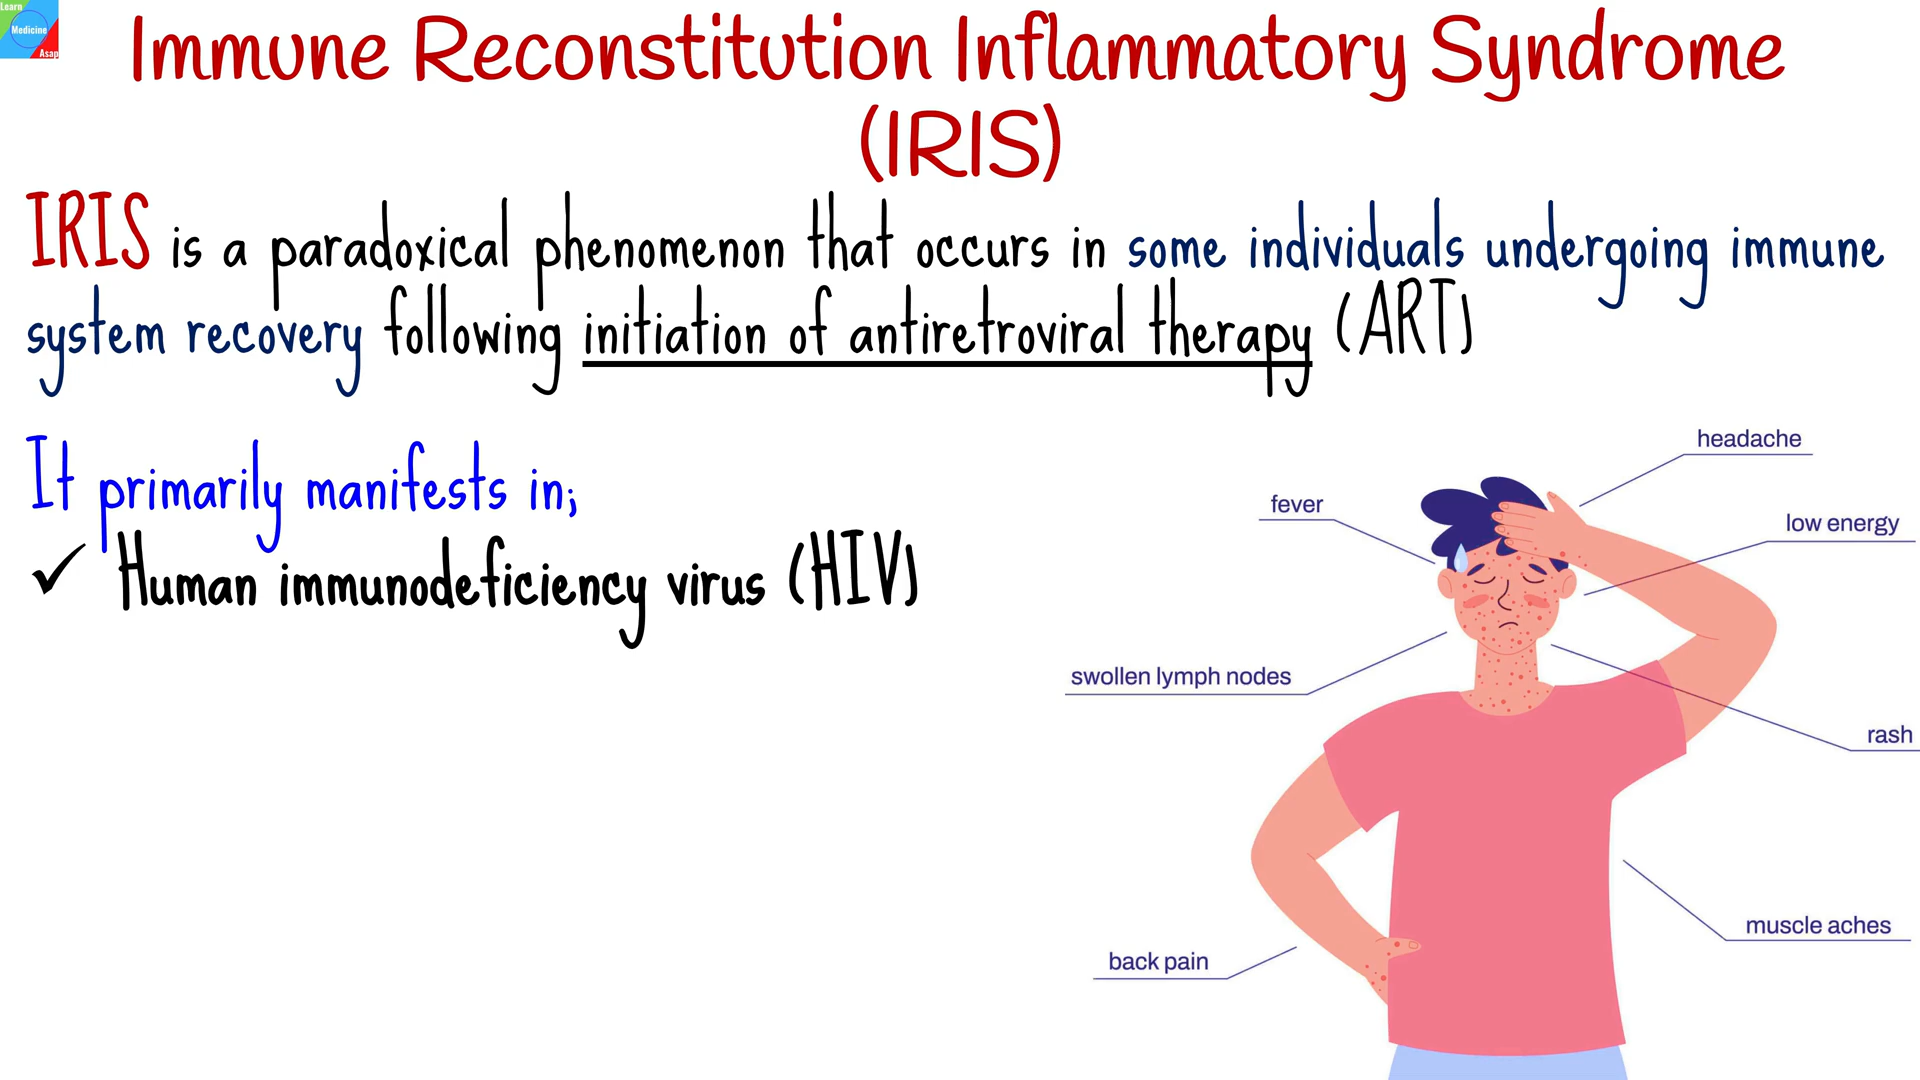 Learn
Medicine
Asap
Immune Reconstitution Inflammatory Syndrome
(IRIS)
IRIS is a paradoxical phenomenon that occurs in some individuals undergoing immune
system recovery following initiation of antiretroviral therapy (ART)
It primarily manifests in;
✓ Human immunodeficiency virus (HIV)
headache
fever
low energy
swollen lymph nodes
rash
muscle aches
back pain